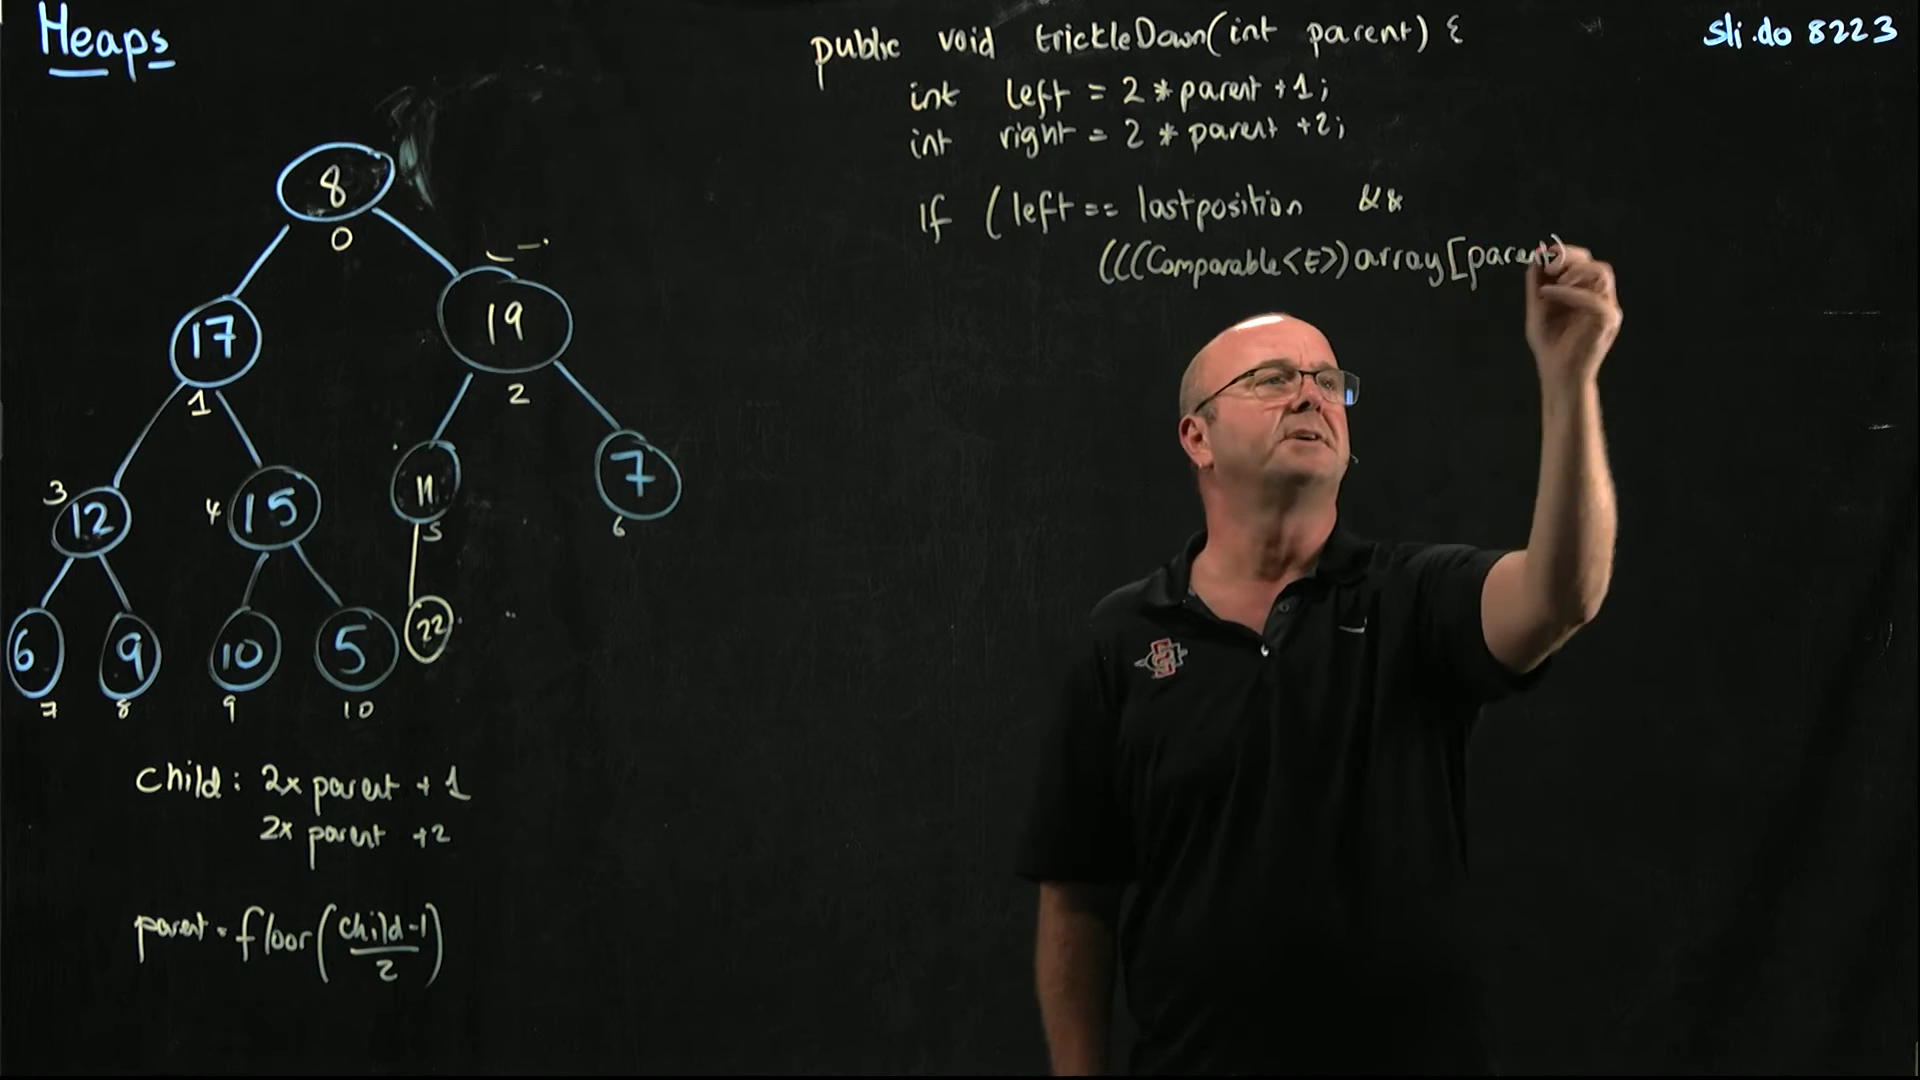 Heaps
public void trickleDown(int parent) {
sli.do 8223
int left = 2 * parent + 1;
int right = 2 * parent + 2;
If (left == lastposition &&
(((Comparable<E>)array[parent)
8
0
17
1
19
2
3
12
4
15
11
5
7
6
6
7
9
8
10
9
5
10
22
child: 2x parent + 1
2x parent + 2
parent = floor(child-1
2)